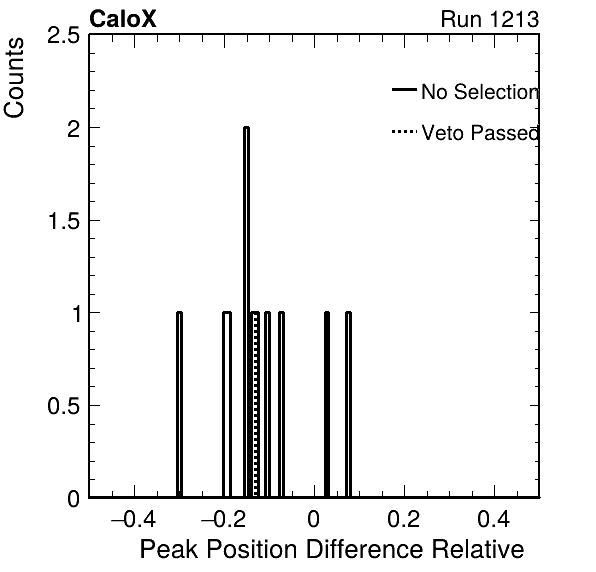 CaloX Run 1213
Counts
2.5
2
1.5
1
0.5
0
No Selection
Veto Passed
−0.4 −0.2 0 0.2 0.4
Peak Position Difference Relative